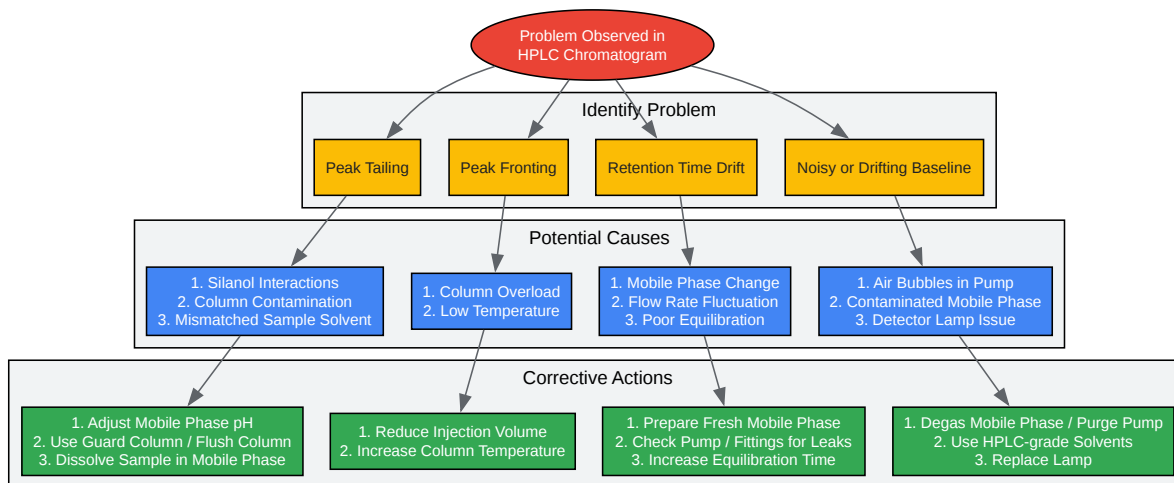 Problem Observed in
HPLC Chromatogram
Identify Problem
Peak Tailing
Peak Fronting
Retention Time Drift
Noisy or Drifting Baseline
Potential Causes
1. Silanol Interactions
2. Column Contamination
3. Mismatched Sample Solvent
1. Column Overload
2. Low Temperature
1. Mobile Phase Change
2. Flow Rate Fluctuation
3. Poor Equilibration
1. Air Bubbles in Pump
2. Contaminated Mobile Phase
3. Detector Lamp Issue
Corrective Actions
1. Adjust Mobile Phase pH
2. Use Guard Column / Flush Column
3. Dissolve Sample in Mobile Phase
1. Reduce Injection Volume
2. Increase Column Temperature
1. Prepare Fresh Mobile Phase
2. Check Pump / Fittings for Leaks
3. Increase Equilibration Time
1. Degas Mobile Phase / Purge Pump
2. Use HPLC-grade Solvents
3. Replace Lamp